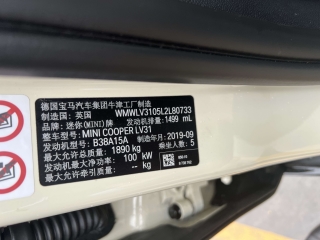 德国宝马汽车集团牛津工厂制造
制造国：英国 WMWLV3105L2L80733
品牌：迷你(MINI)牌 发动机排量：1499 mL
整车型号：MINI COOPER LV31
发动机型号：B38A15A 制造年月：2019-09
最大允许总质量：1890 kg 乘坐人数：5
发动机最大净功率：100 kW
最大允许牵引质量： kg